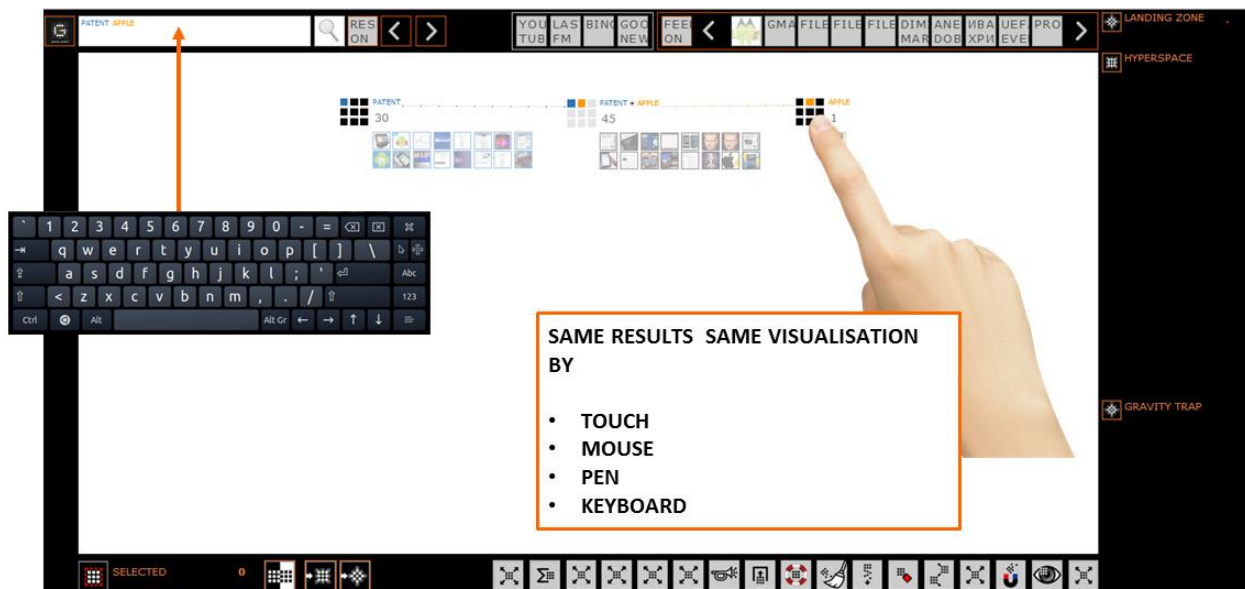 PATENT APPLE
RES
ON
YOU
TUB
LAS
FM
BING
GOO
NEW
FEE
ON
GMA
FILE
FILE
FILE
DIM
MAR
ANE
DOB
ИВА
ХРИ
UEF
EVE
PRO
LANDING ZONE
HYPERSPACE
PATENT
30
PATENT + APPLE
45
APPLE
1
` 1 2 3 4 5 6 7 8 9 0 - =
q w e r t y u i o p [ ] \
a s d f g h j k l ; ' Abc
< z x c v b n m , . / 123
Ctrl Alt Alt Gr
SAME RESULTS SAME VISUALISATION
BY
• TOUCH
• MOUSE
• PEN
• KEYBOARD
GRAVITY TRAP
SELECTED 0